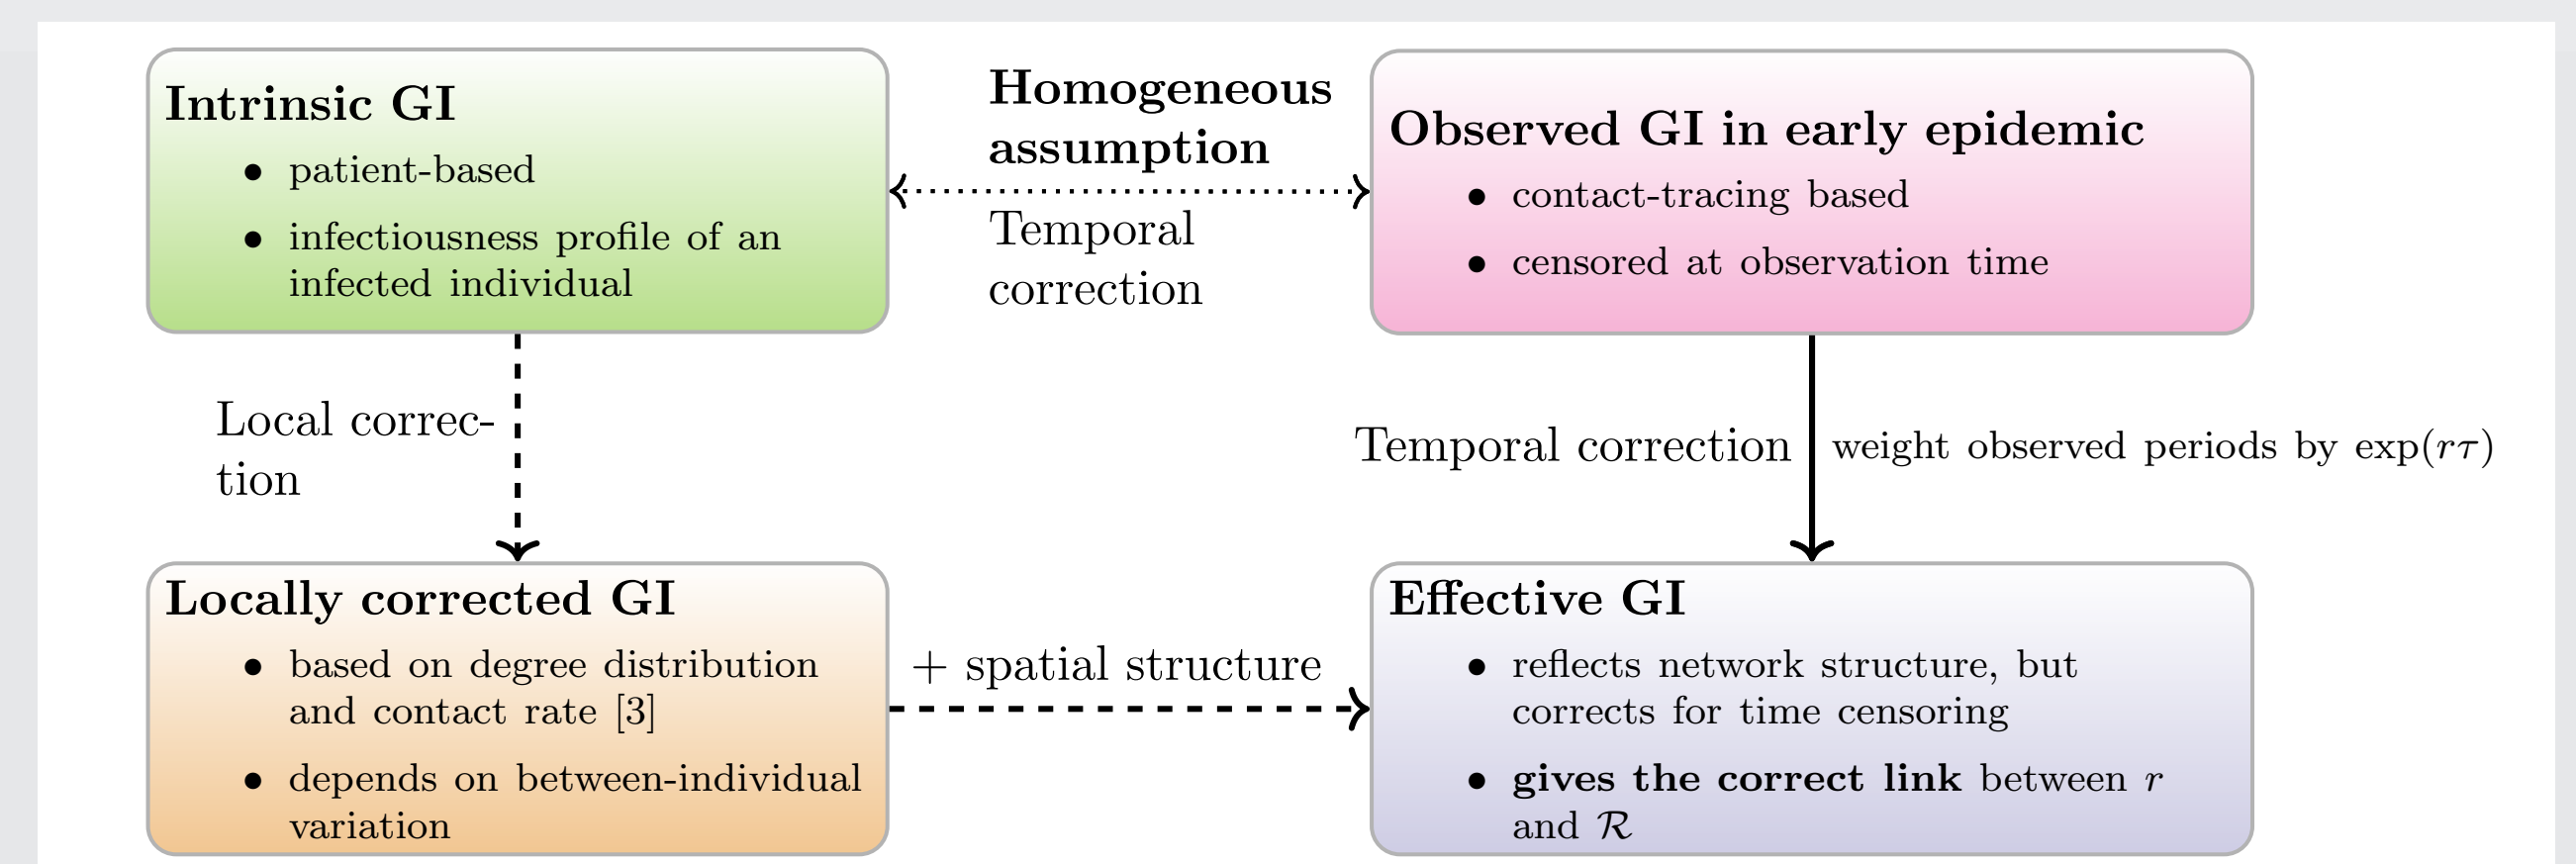 Intrinsic GI
• patient-based
• infectiousness profile of an
infected individual
Homogeneous
assumption
Temporal
correction
Observed GI in early epidemic
• contact-tracing based
• censored at observation time
Local correc-
tion
Temporal correction
weight observed periods by exp(rτ)
Locally corrected GI
• based on degree distribution
and contact rate [3]
• depends on between-individual
variation
+ spatial structure
Effective GI
• reflects network structure, but
corrects for time censoring
• gives the correct link between r
and ℛ